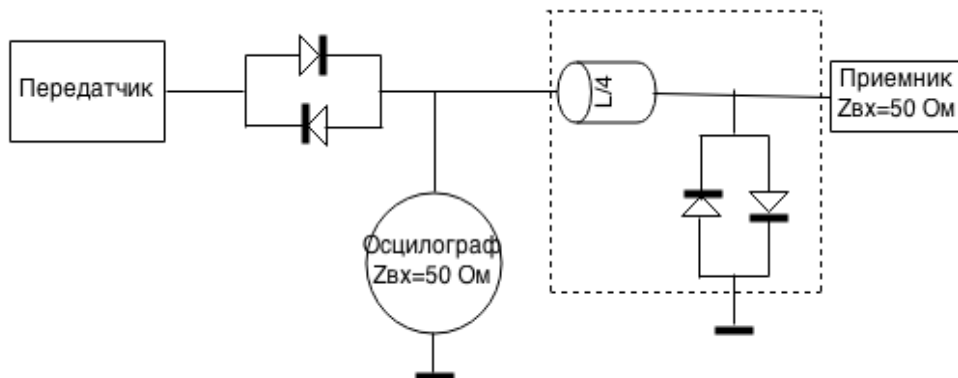 Передатчик
Осцилограф
Zвх=50 Ом
L/4
Приемник
Zвх=50 Ом